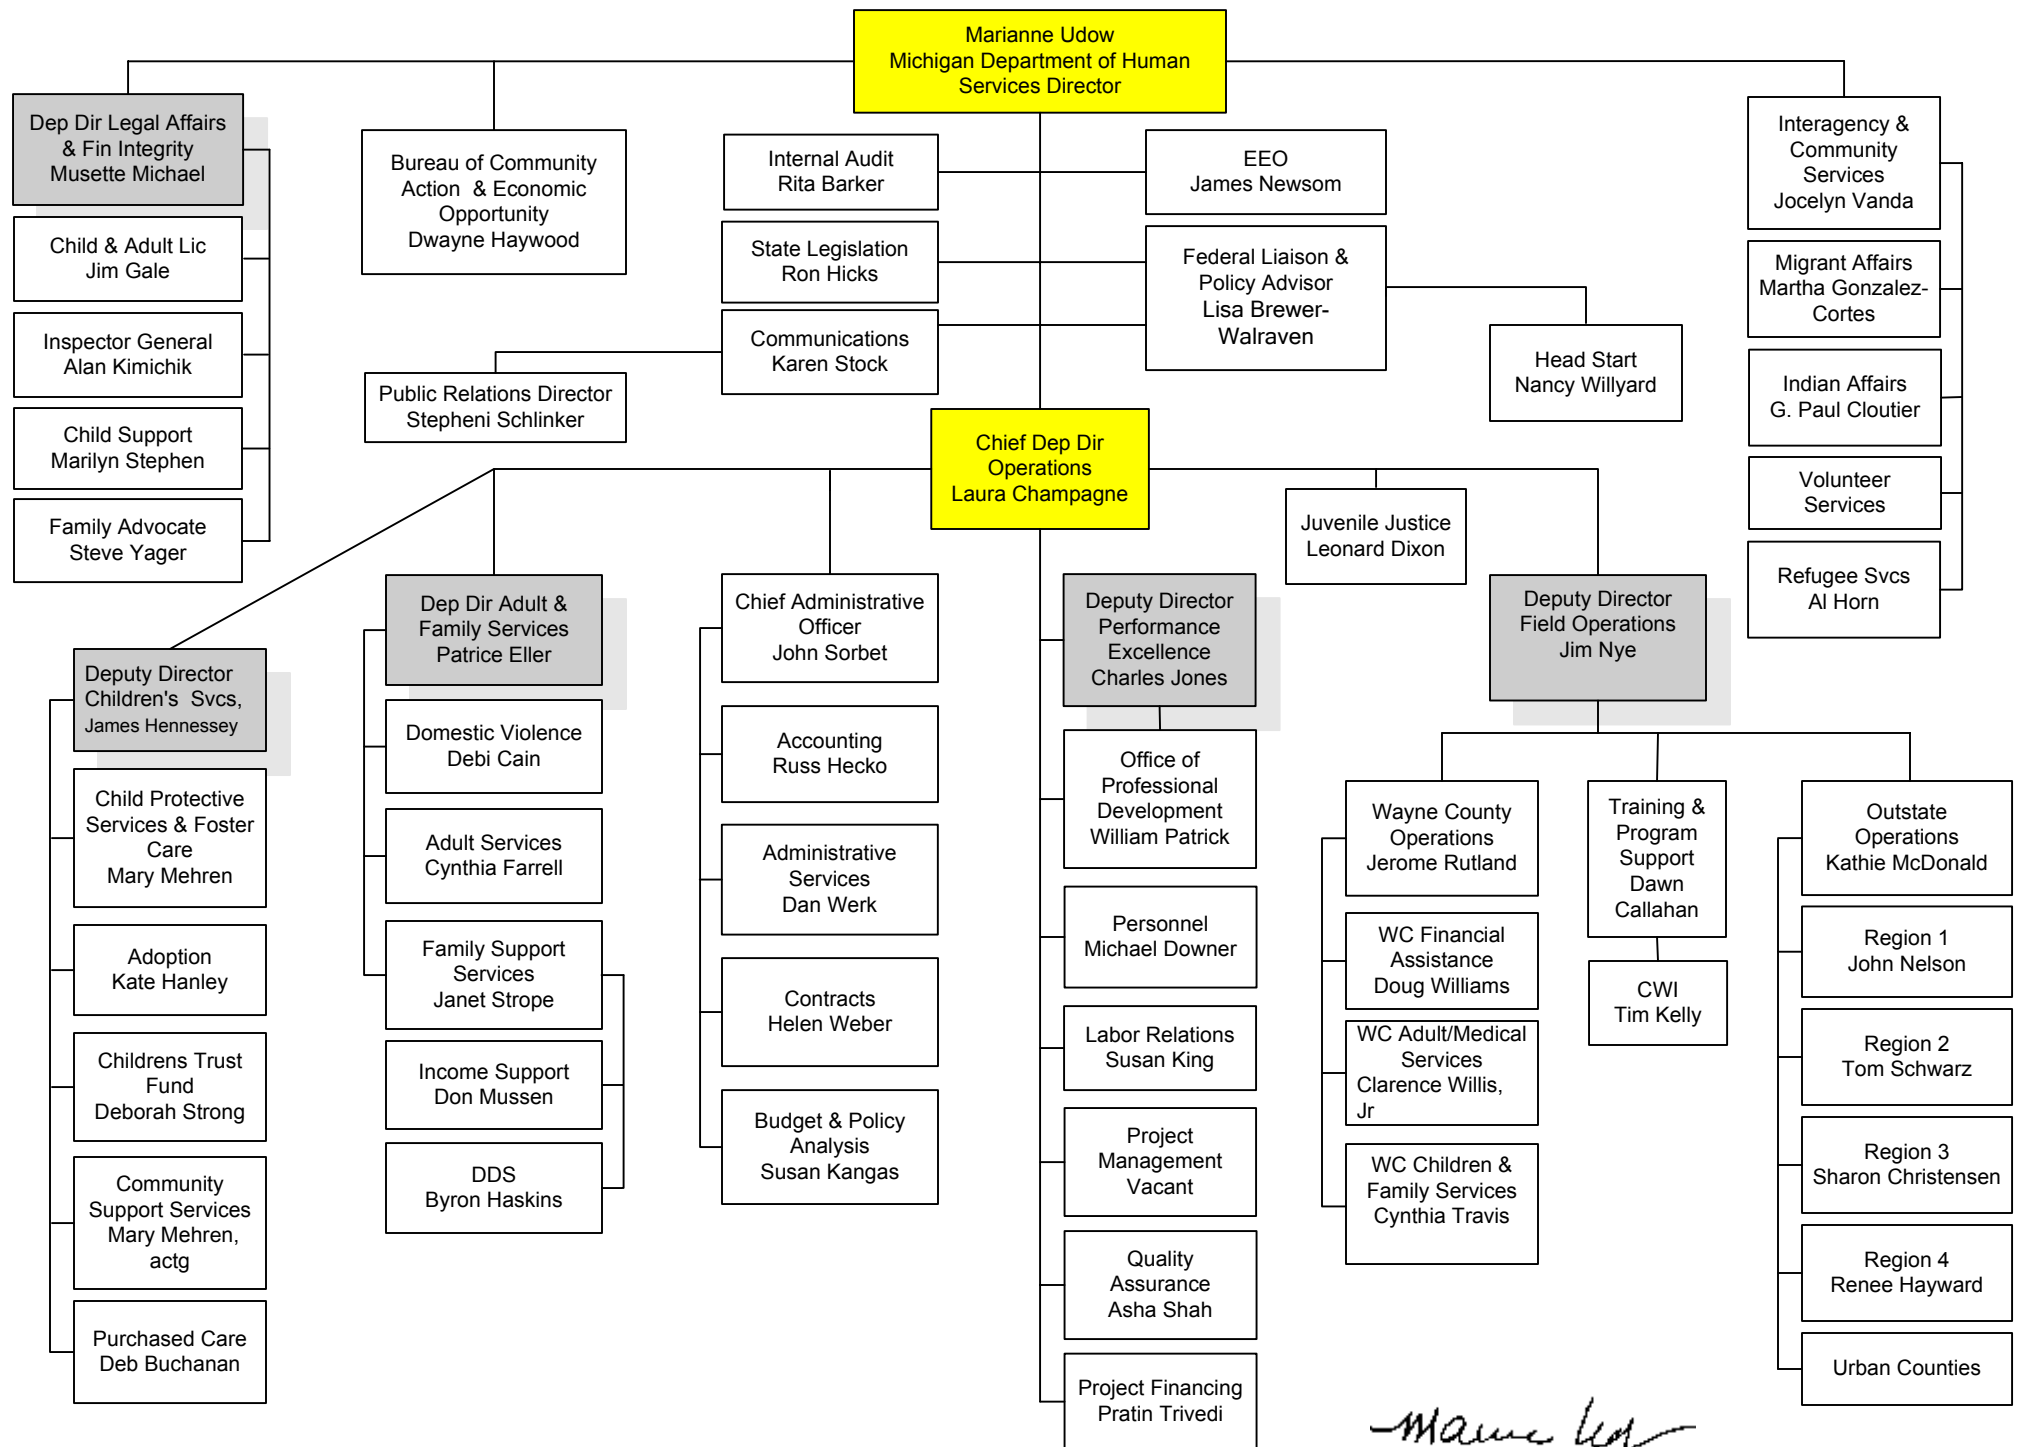 Marianne Udow
Michigan Department of Human
Services Director
Dep Dir Legal Affairs
& Fin Integrity
Musette Michael
Child & Adult Lic
Jim Gale
Inspector General
Alan Kimichik
Child Support
Marilyn Stephen
Family Advocate
Steve Yager
Bureau of Community
Action & Economic
Opportunity
Dwayne Haywood
Internal Audit
Rita Barker
State Legislation
Ron Hicks
Communications
Karen Stock
Public Relations Director
Stepheni Schlinker
EEO
James Newsom
Federal Liaison &
Policy Advisor
Lisa Brewer-
Walraven
Head Start
Nancy Willyard
Interagency &
Community
Services
Jocelyn Vanda
Migrant Affairs
Martha Gonzalez-
Cortes
Indian Affairs
G. Paul Cloutier
Volunteer
Services
Refugee Svcs
Al Horn
Chief Dep Dir
Operations
Laura Champagne
Juvenile Justice
Leonard Dixon
Deputy Director
Children's Svcs,
James Hennessey
Child Protective
Services & Foster
Care
Mary Mehren
Adoption
Kate Hanley
Childrens Trust
Fund
Deborah Strong
Community
Support Services
Mary Mehren,
actg
Purchased Care
Deb Buchanan
Dep Dir Adult &
Family Services
Patrice Eller
Domestic Violence
Debi Cain
Adult Services
Cynthia Farrell
Family Support
Services
Janet Strope
Income Support
Don Mussen
DDS
Byron Haskins
Chief Administrative
Officer
John Sorbet
Accounting
Russ Hecko
Administrative
Services
Dan Werk
Contracts
Helen Weber
Budget & Policy
Analysis
Susan Kangas
Deputy Director
Performance
Excellence
Charles Jones
Office of
Professional
Development
William Patrick
Personnel
Michael Downer
Labor Relations
Susan King
Project
Management
Vacant
Quality
Assurance
Asha Shah
Project Financing
Pratin Trivedi
Deputy Director
Field Operations
Jim Nye
Wayne County
Operations
Jerome Rutland
WC Financial
Assistance
Doug Williams
WC Adult/Medical
Services
Clarence Willis,
Jr
WC Children &
Family Services
Cynthia Travis
Training &
Program
Support
Dawn
Callahan
CWI
Tim Kelly
Outstate
Operations
Kathie McDonald
Region 1
John Nelson
Region 2
Tom Schwarz
Region 3
Sharon Christensen
Region 4
Renee Hayward
Urban Counties